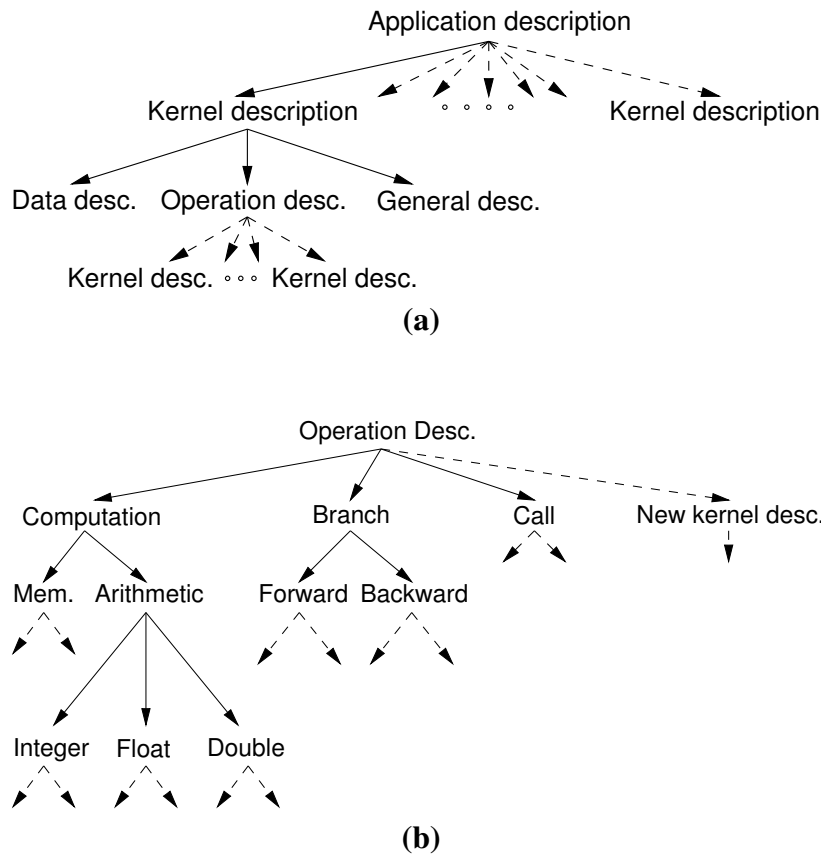 Application description
Kernel description
Kernel description
Data desc. Operation desc. General desc.
Kernel desc. Kernel desc.
(a)
Operation Desc.
Computation Branch Call New kernel desc.
Mem. Arithmetic Forward Backward
Integer Float Double
(b)